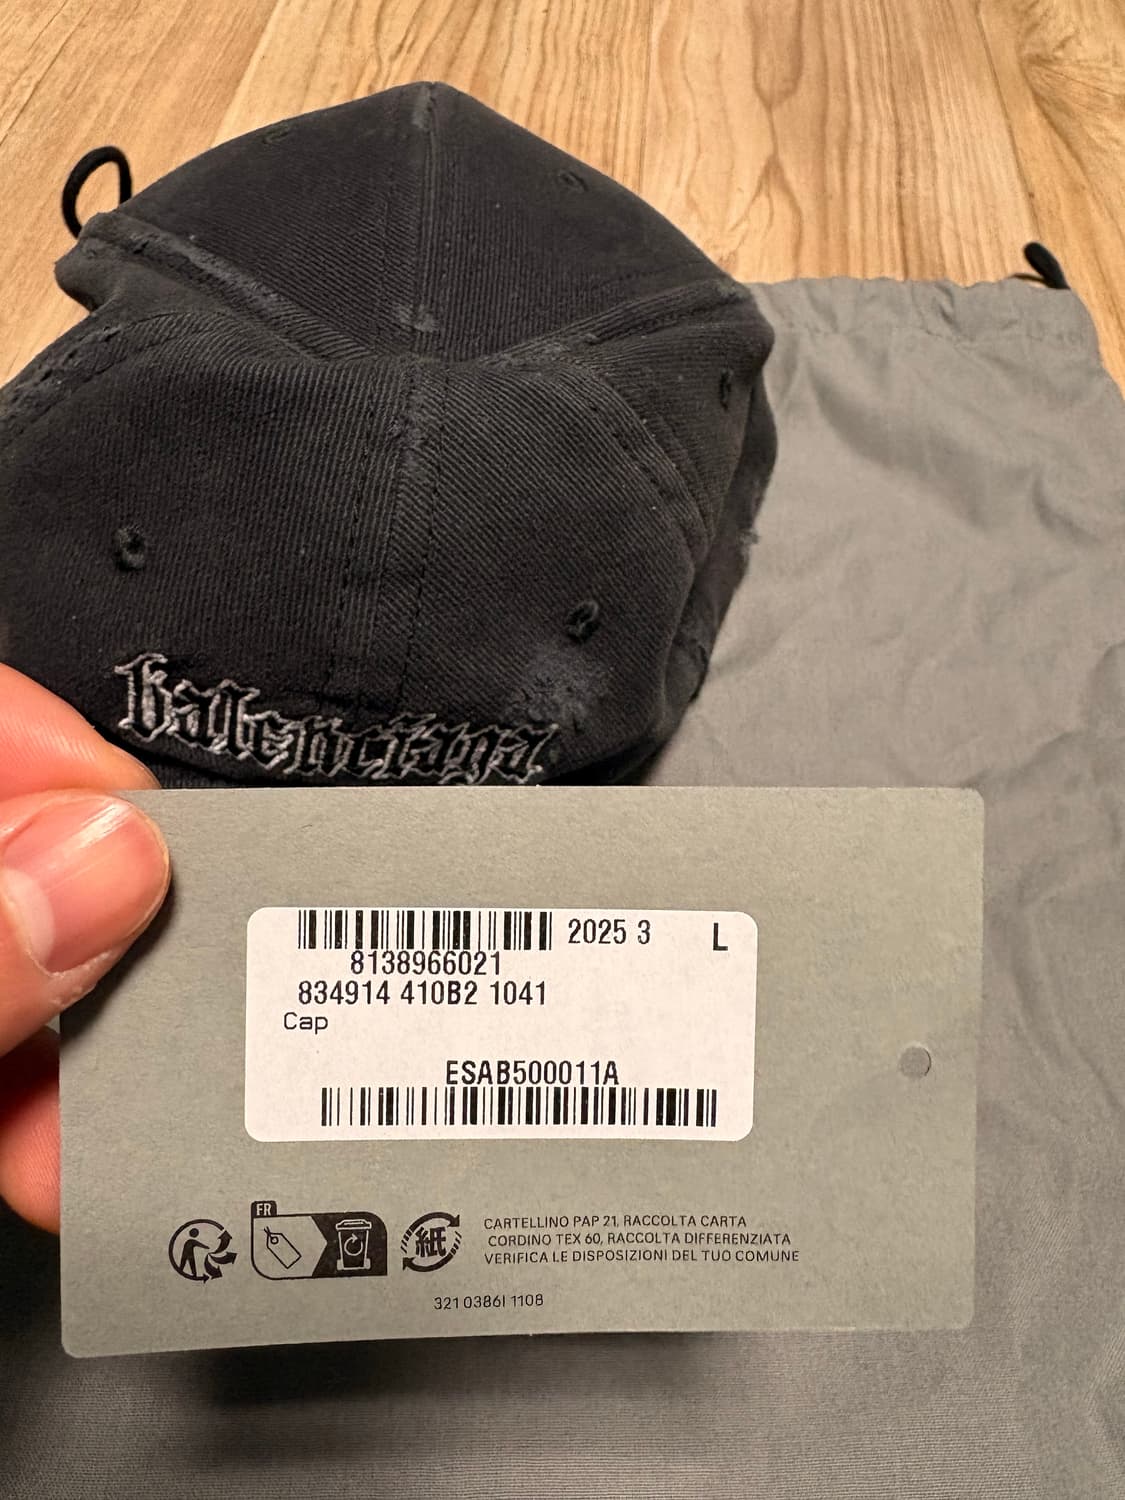 balenciaga
2025 3 L
8138966021
834914 410B2 1041
Cap
ESAB500011A
FR
紙
CARTELLINO PAP 21, RACCOLTA CARTA
CORDINO TEX 60, RACCOLTA DIFFERENZIATA
VERIFICA LE DISPOSIZIONI DEL TUO COMUNE
321 0386I 1108